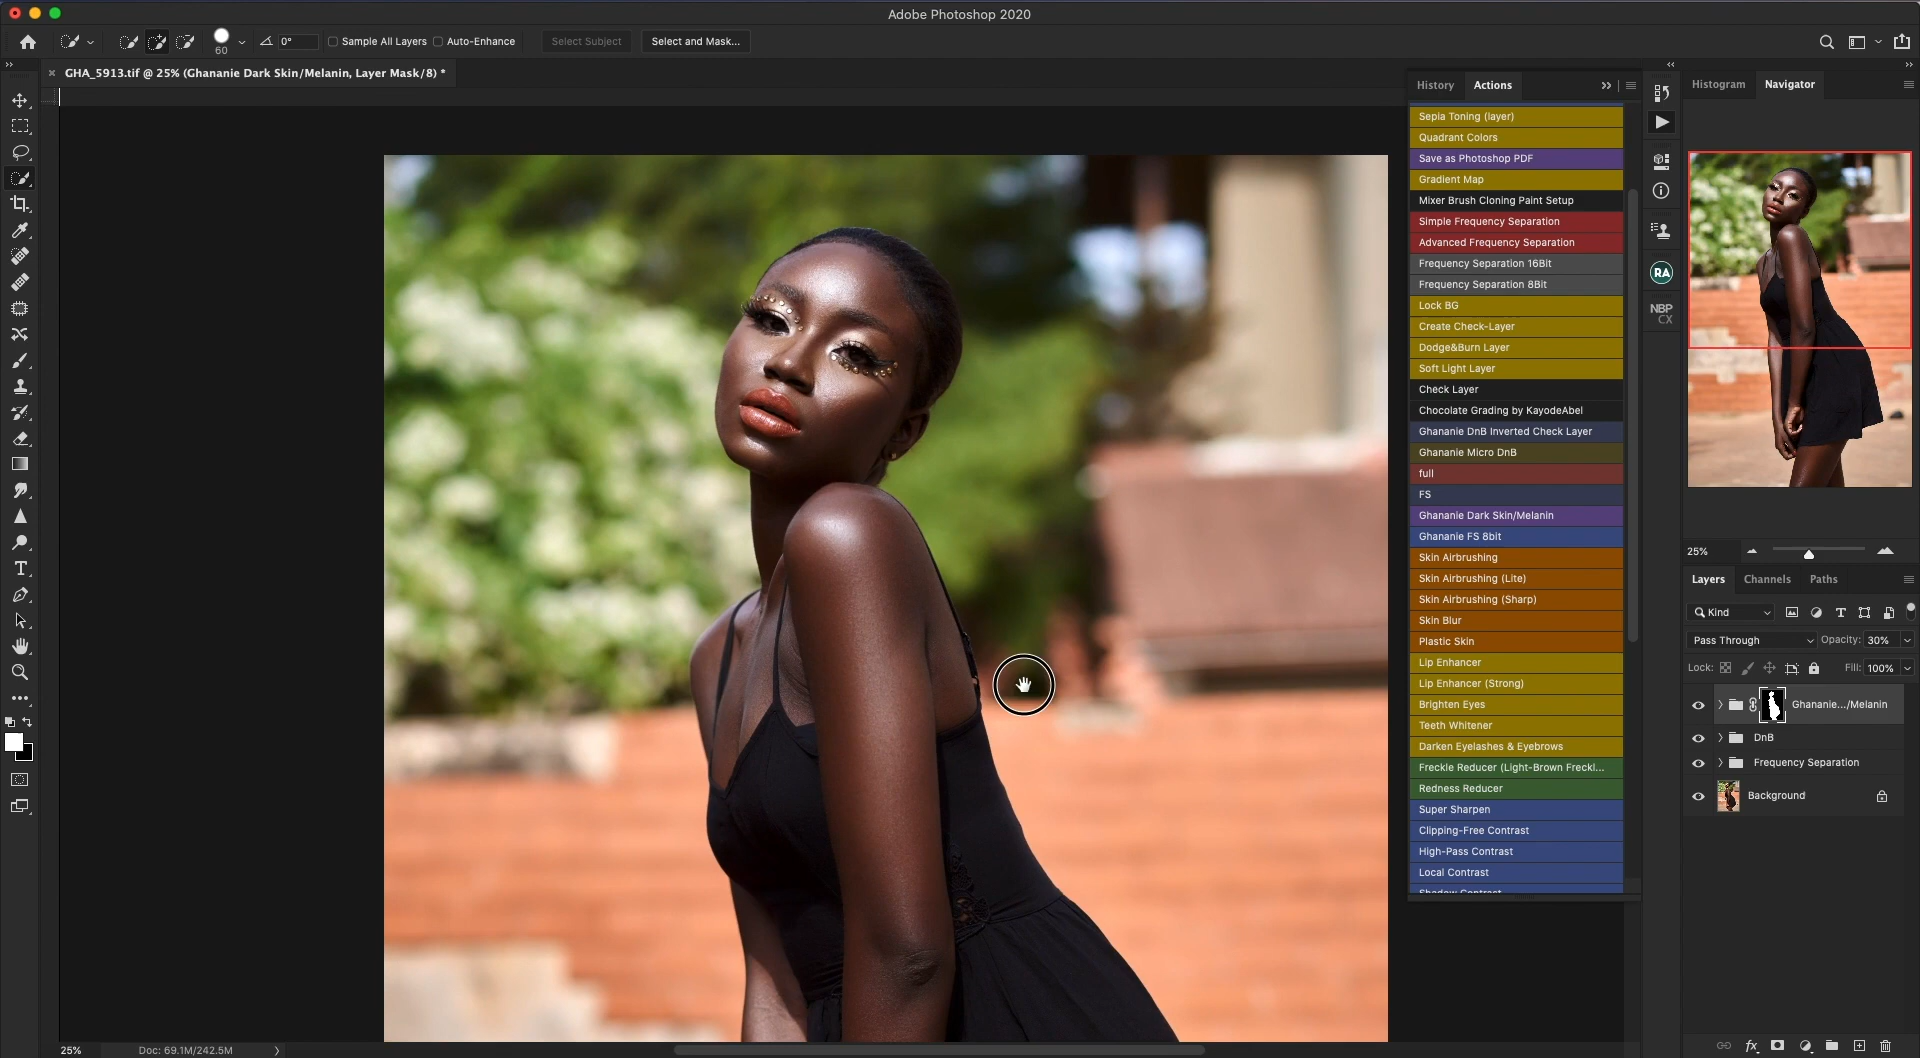 Adobe Photoshop 2020
60
0°
Sample All Layers
Auto-Enhance
Select Subject
Select and Mask...
GHA_5913.tif @ 25% (Ghananie Dark Skin/Melanin, Layer Mask/8) *
History
Actions
Sepia Toning (layer)
Quadrant Colors
Save as Photoshop PDF
Gradient Map
Mixer Brush Cloning Paint Setup
Simple Frequency Separation
Advanced Frequency Separation
Frequency Separation 16Bit
Frequency Separation 8Bit
Lock BG
Create Check-Layer
Dodge&Burn Layer
Soft Light Layer
Check Layer
Chocolate Grading by KayodeAbel
Ghananie DnB Inverted Check Layer
Ghananie Micro DnB
full
FS
Ghananie Dark Skin/Melanin
Ghananie FS 8bit
Skin Airbrushing
Skin Airbrushing (Lite)
Skin Airbrushing (Sharp)
Skin Blur
Plastic Skin
Lip Enhancer
Lip Enhancer (Strong)
Brighten Eyes
Teeth Whitener
Darken Eyelashes & Eyebrows
Freckle Reducer (Light-Brown Freckl...
Redness Reducer
Super Sharpen
Clipping-Free Contrast
High-Pass Contrast
Local Contrast
Shadow Contrast
RA
NBP
CX
Histogram
Navigator
25%
Layers
Channels
Paths
Kind
Pass Through
Opacity: 30%
Lock:
Fill: 100%
Ghananie.../Melanin
DnB
Frequency Separation
Background
fx
25%
Doc: 69.1M/242.5M